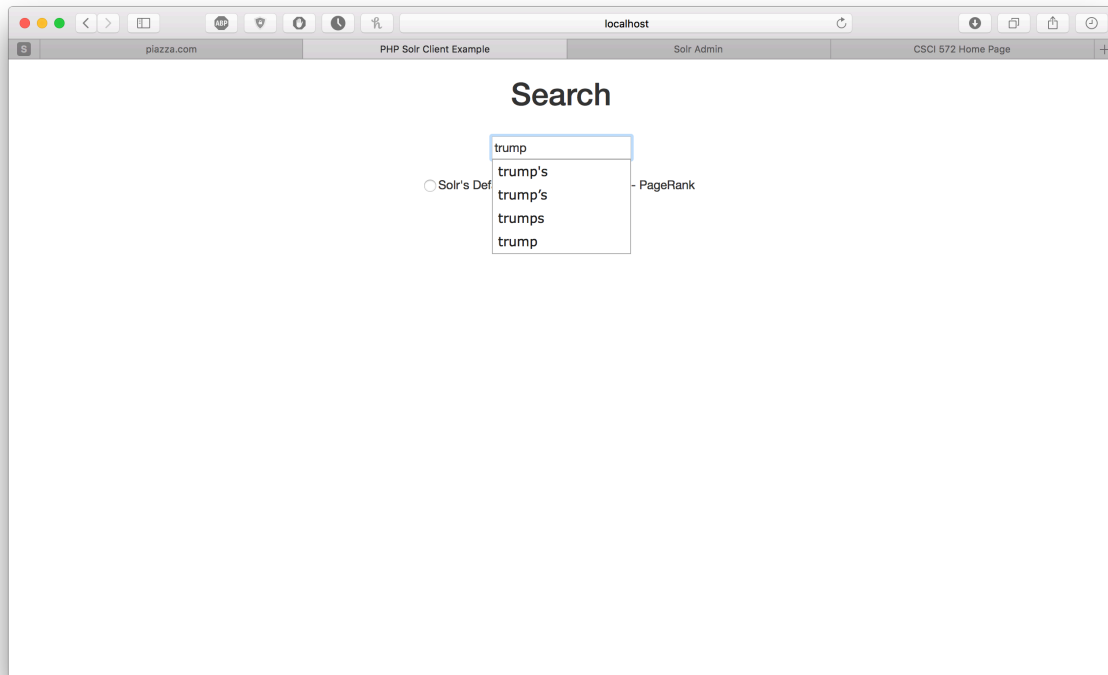 ABP
localhost
S
piazza.com
PHP Solr Client Example
Solr Admin
CSCI 572 Home Page
+
Search
trump
trump's
Solr's Def
- PageRank
trump’s
trumps
trump